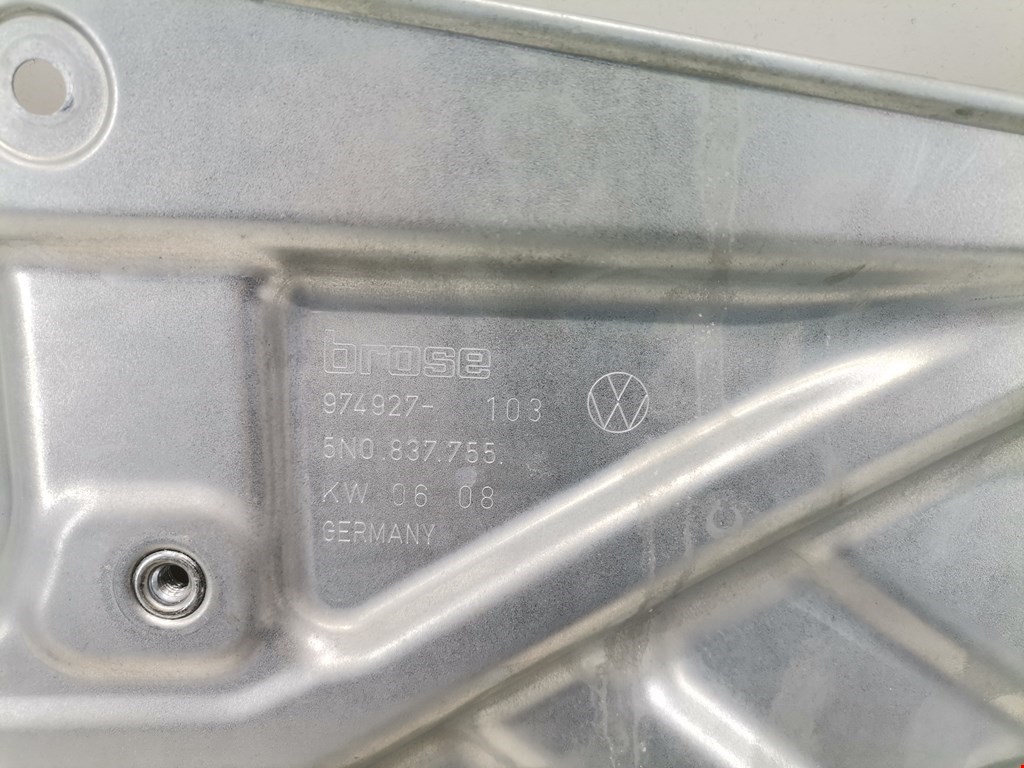 brose
974927- 103
5N0.837.755.
KW 06 08
GERMANY